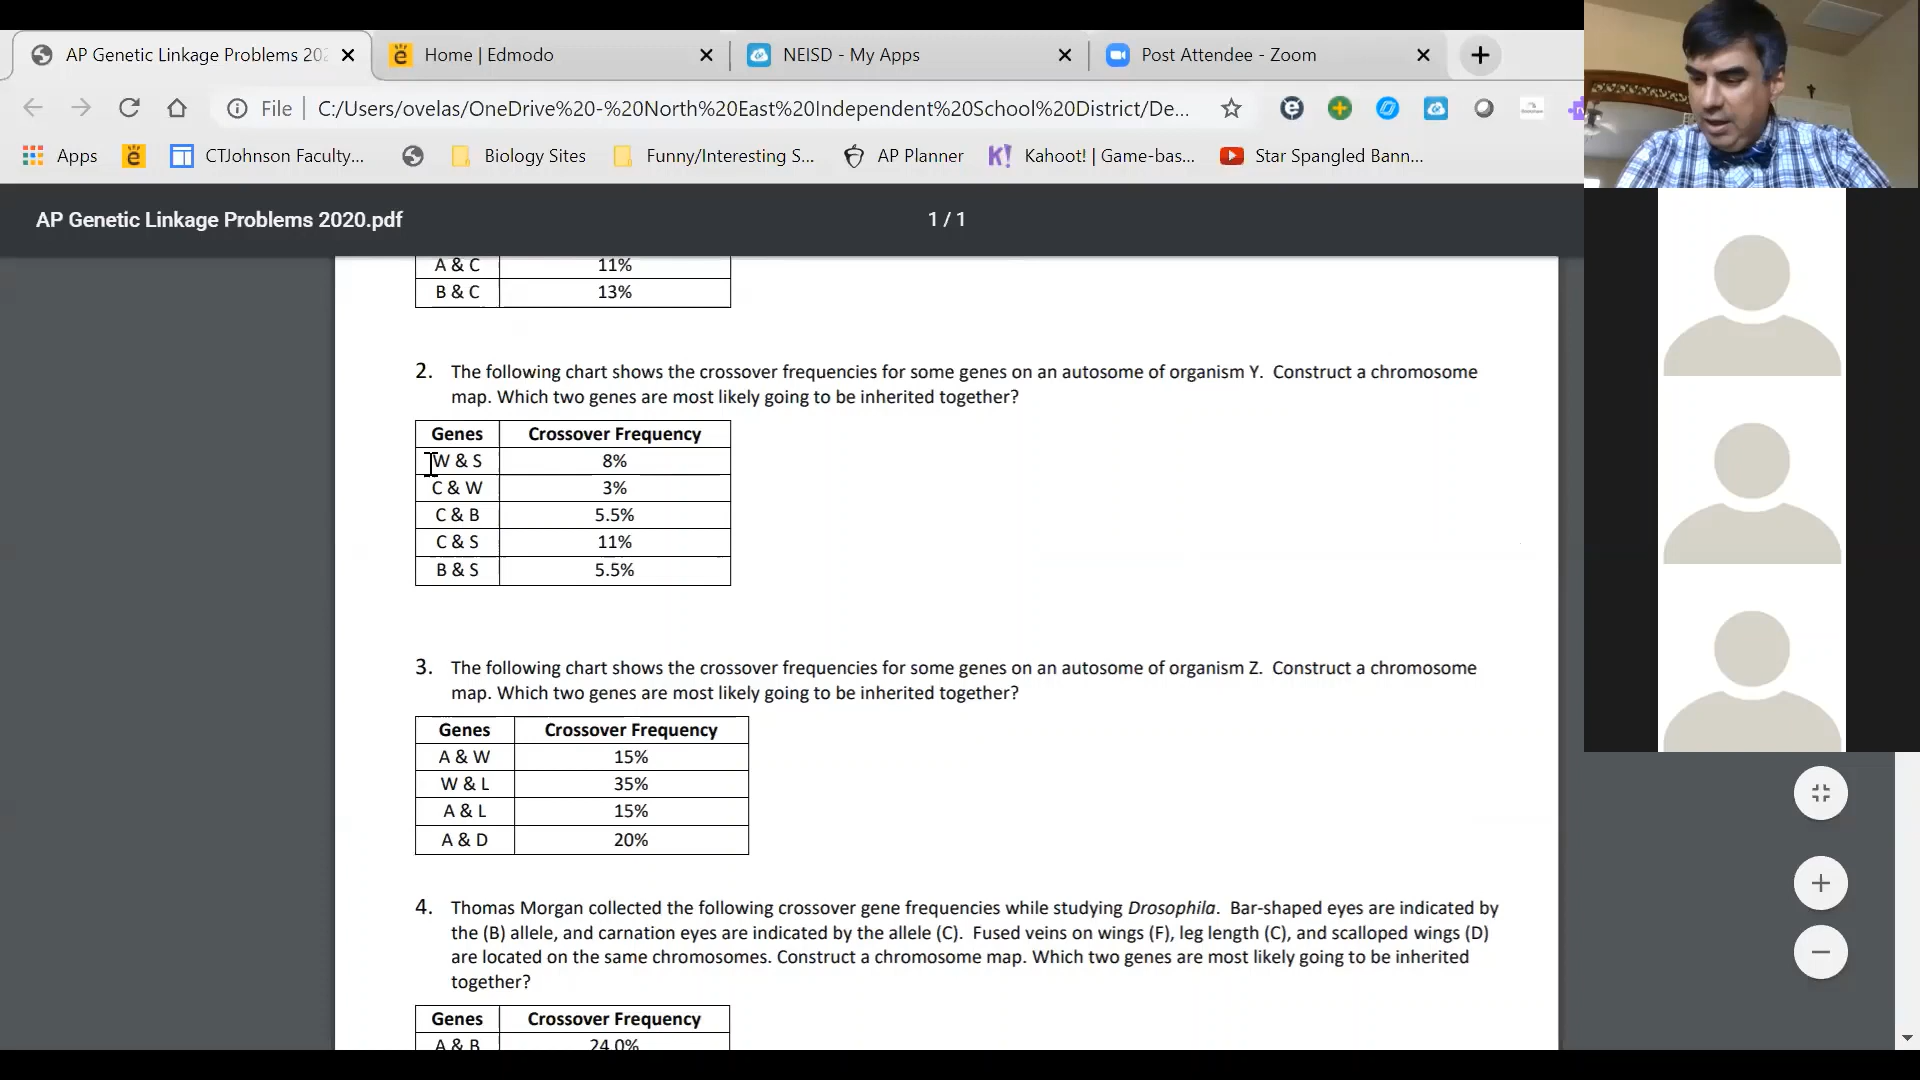 AP Genetic Linkage Problems 202
Home | Edmodo
NEISD - My Apps
Post Attendee - Zoom
File
C:/Users/ovelas/OneDrive%20-%20North%20East%20Independent%20School%20District/De...
Apps
CTJohnson Faculty...
Biology Sites
Funny/Interesting S...
AP Planner
K! Kahoot! | Game-bas...
Star Spangled Bann...
AP Genetic Linkage Problems 2020.pdf
1 / 1
A & C 11%
B & C 13%
2. The following chart shows the crossover frequencies for some genes on an autosome of organism Y. Construct a chromosome
map. Which two genes are most likely going to be inherited together?
Genes Crossover Frequency
W & S 8%
C & W 3%
C & B 5.5%
C & S 11%
B & S 5.5%
3. The following chart shows the crossover frequencies for some genes on an autosome of organism Z. Construct a chromosome
map. Which two genes are most likely going to be inherited together?
Genes Crossover Frequency
A & W 15%
W & L 35%
A & L 15%
A & D 20%
4. Thomas Morgan collected the following crossover gene frequencies while studying Drosophila. Bar-shaped eyes are indicated by
the (B) allele, and carnation eyes are indicated by the allele (C). Fused veins on wings (F), leg length (C), and scalloped wings (D)
are located on the same chromosomes. Construct a chromosome map. Which two genes are most likely going to be inherited
together?
Genes Crossover Frequency
A & B 24.0%